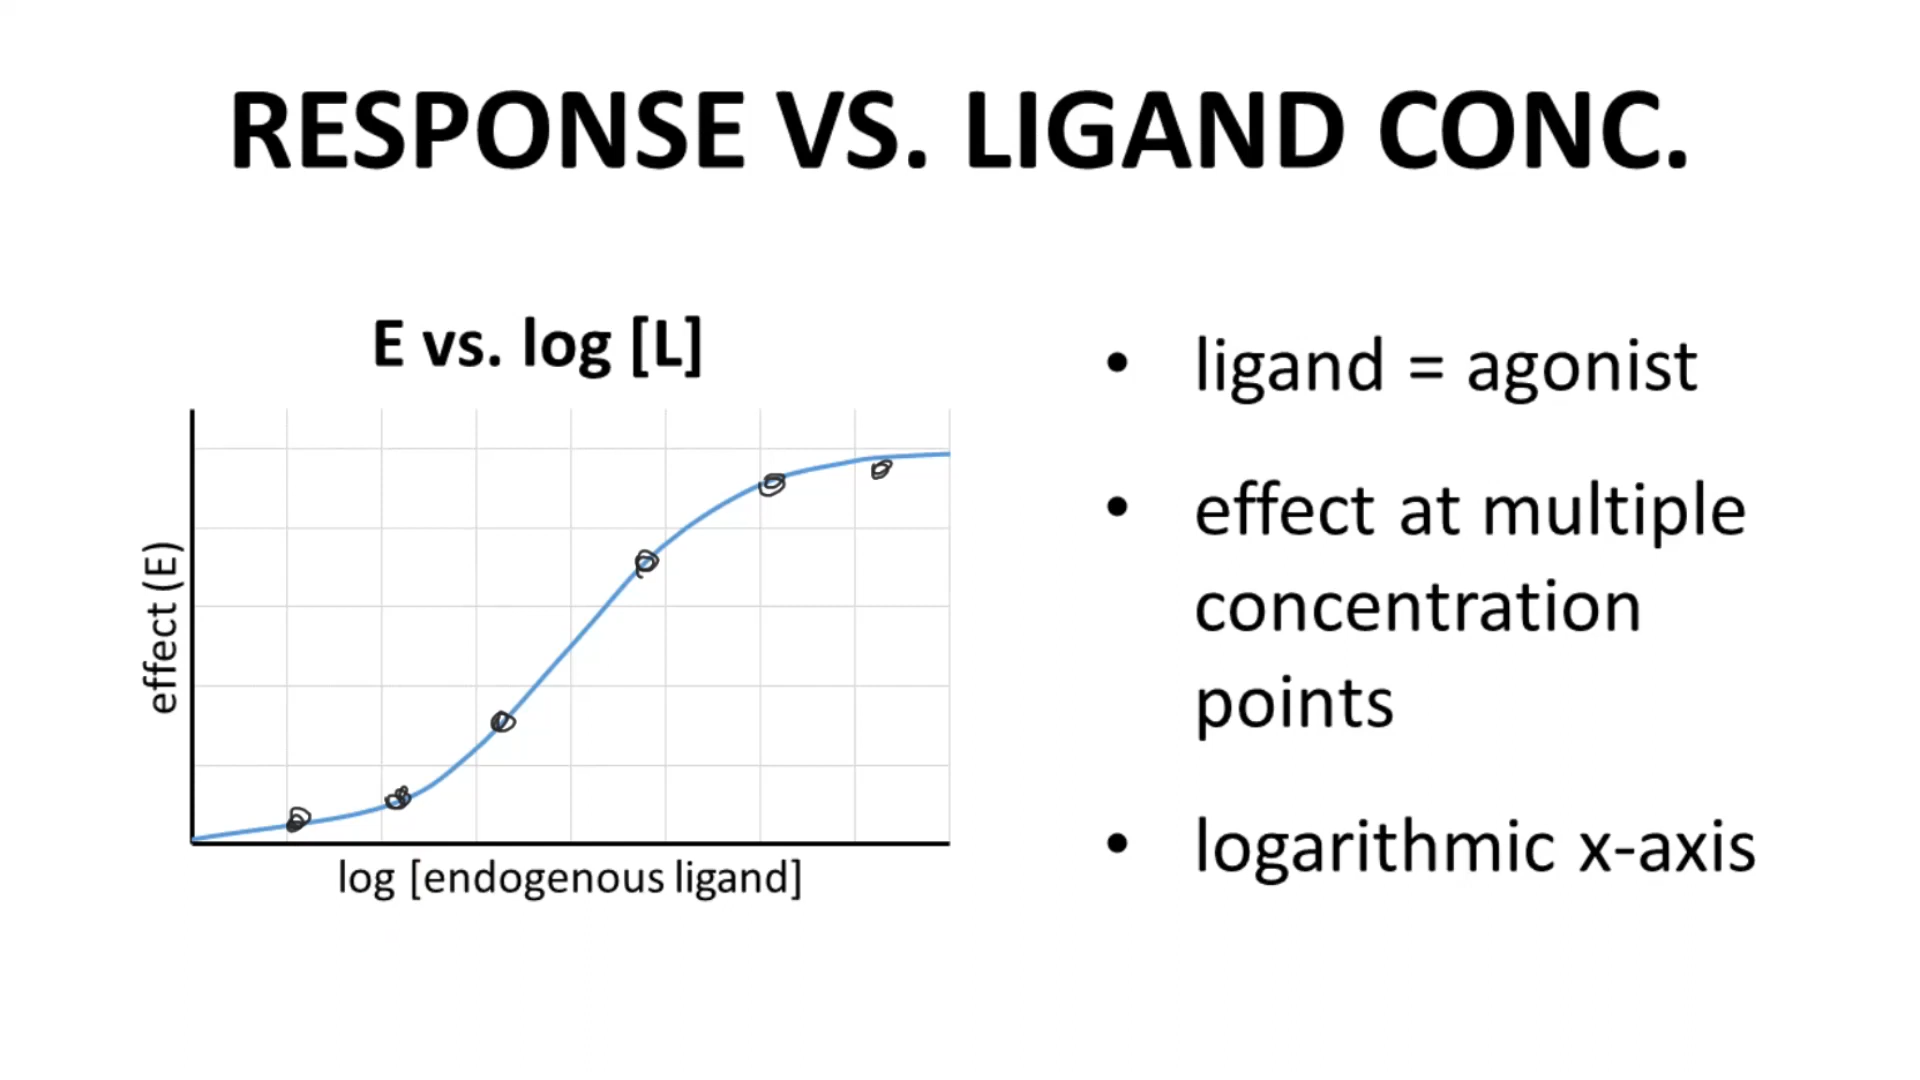 RESPONSE VS. LIGAND CONC.
E vs. log [L]
effect (E)
log [endogenous ligand]
• ligand = agonist
• effect at multiple
concentration
points
• logarithmic x-axis